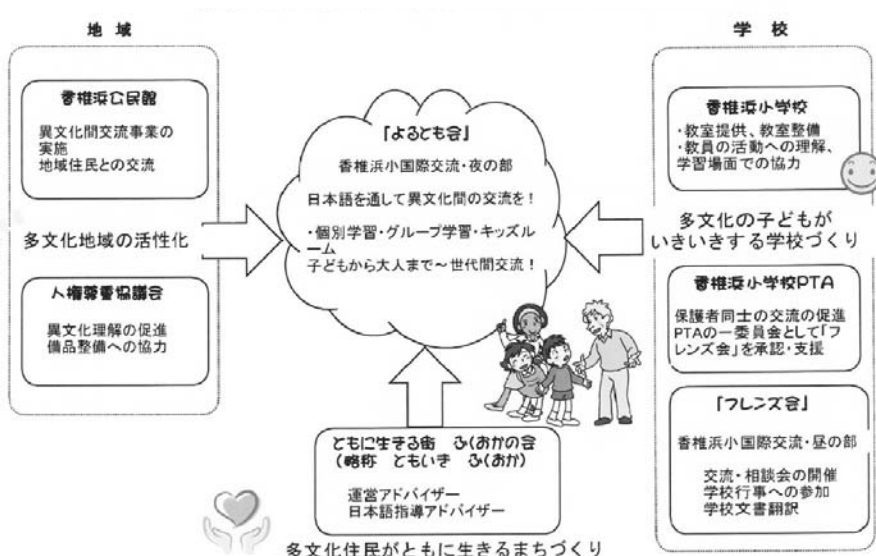 地域
香椎浜公民館
異文化間交流事業の
実施
地域住民との交流
多文化地域の活性化
人権尊重協議会
異文化理解の促進
備品整備への協力
「よるとも会」
香椎浜小国際交流・夜の部
日本語を通して異文化間の交流を！
・個別学習・グループ学習・キッズル
ーム
子どもから大人まで～世代間交流！
学校
香椎浜小学校
・教室提供、教室整備
・教員の活動への理解、
学習場面での協力
多文化の子どもが
いきいきする学校づくり
香椎浜小学校PTA
保護者同士の交流の促進
PTAの一委員会として「フ
レンズ会」を承認・支援
「フレンズ会」
香椎浜小国際交流・昼の部
交流・相談会の開催
学校行事への参加
学校文書翻訳
ともに生きる街 ふくおかの会
(略称 ともいき ふくおか)
運営アドバイザー
日本語指導アドバイザー
多文化住民がともに生きるまちづくり